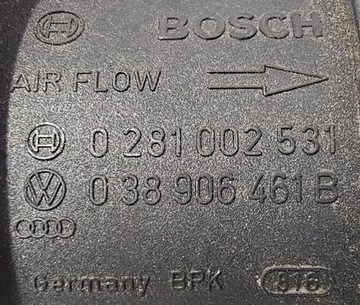 BOSCH
AIR FLOW
0 281 002 531
038 906 461 B
Germany BPK